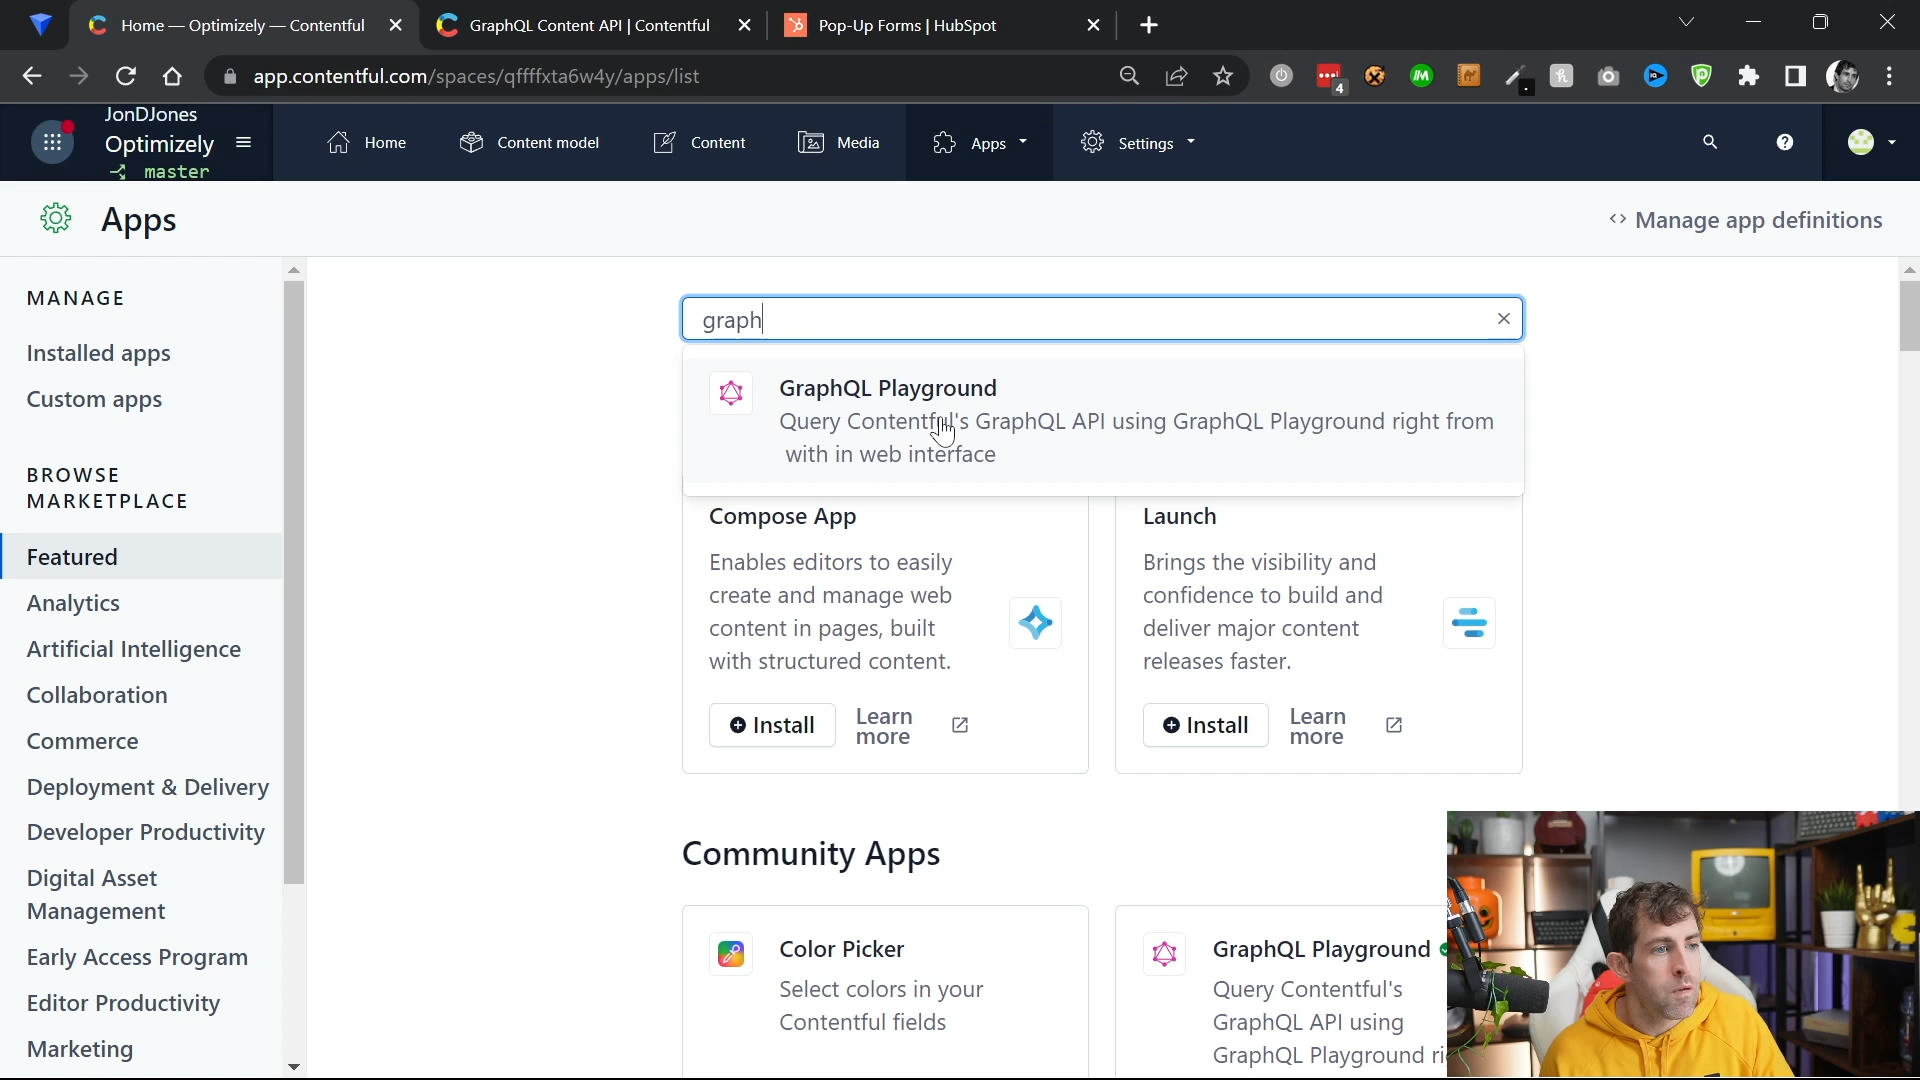 Home — Optimizely — Contentful
GraphQL Content API | Contentful
Pop-Up Forms | HubSpot
app.contentful.com/spaces/qffffxta6w4y/apps/list
4
JonDJones
Optimizely
master
Home
Content model
Content
Media
Apps
Settings
Apps
Manage app definitions
MANAGE
Installed apps
Custom apps
BROWSE
MARKETPLACE
Featured
Analytics
Artificial Intelligence
Collaboration
Commerce
Deployment & Delivery
Developer Productivity
Digital Asset
Management
Early Access Program
Editor Productivity
Marketing
graph
GraphQL Playground
Query Contentful's GraphQL API using GraphQL Playground right from
with in web interface
Compose App
Enables editors to easily
create and manage web
content in pages, built
with structured content.
Install
Learn
more
Launch
Brings the visibility and
confidence to build and
deliver major content
releases faster.
Install
Learn
more
Community Apps
Color Picker
Select colors in your
Contentful fields
GraphQL Playground
Query Contentful's
GraphQL API using
GraphQL Playground ri